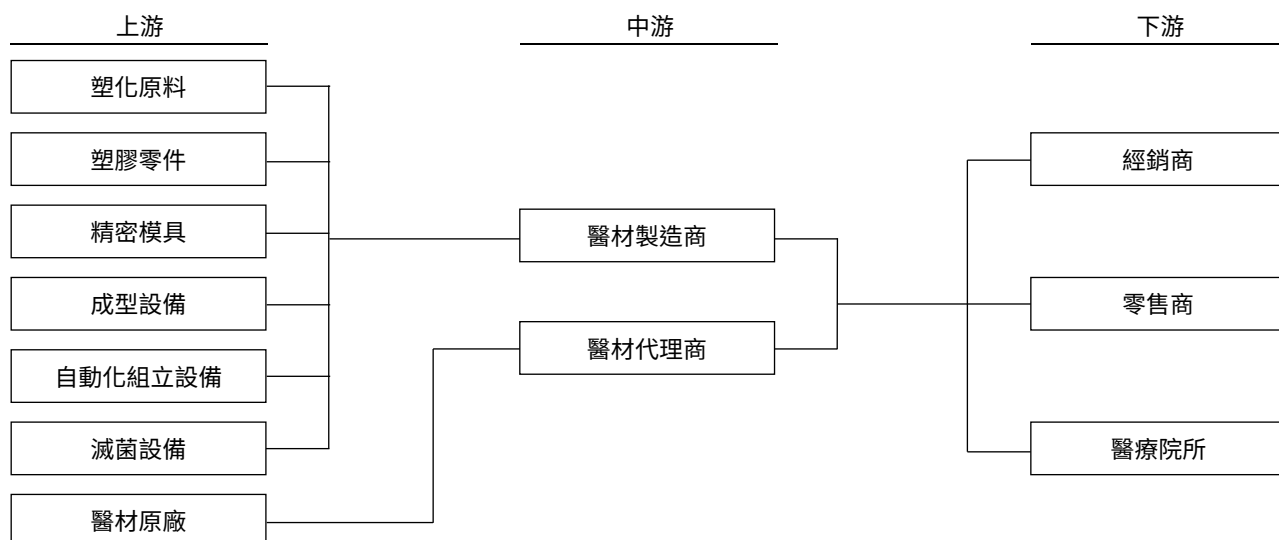 上游
中游
下游
塑化原料
塑膠零件
精密模具
成型設備
自動化組立設備
滅菌設備
醫材原廠
醫材製造商
醫材代理商
經銷商
零售商
醫療院所